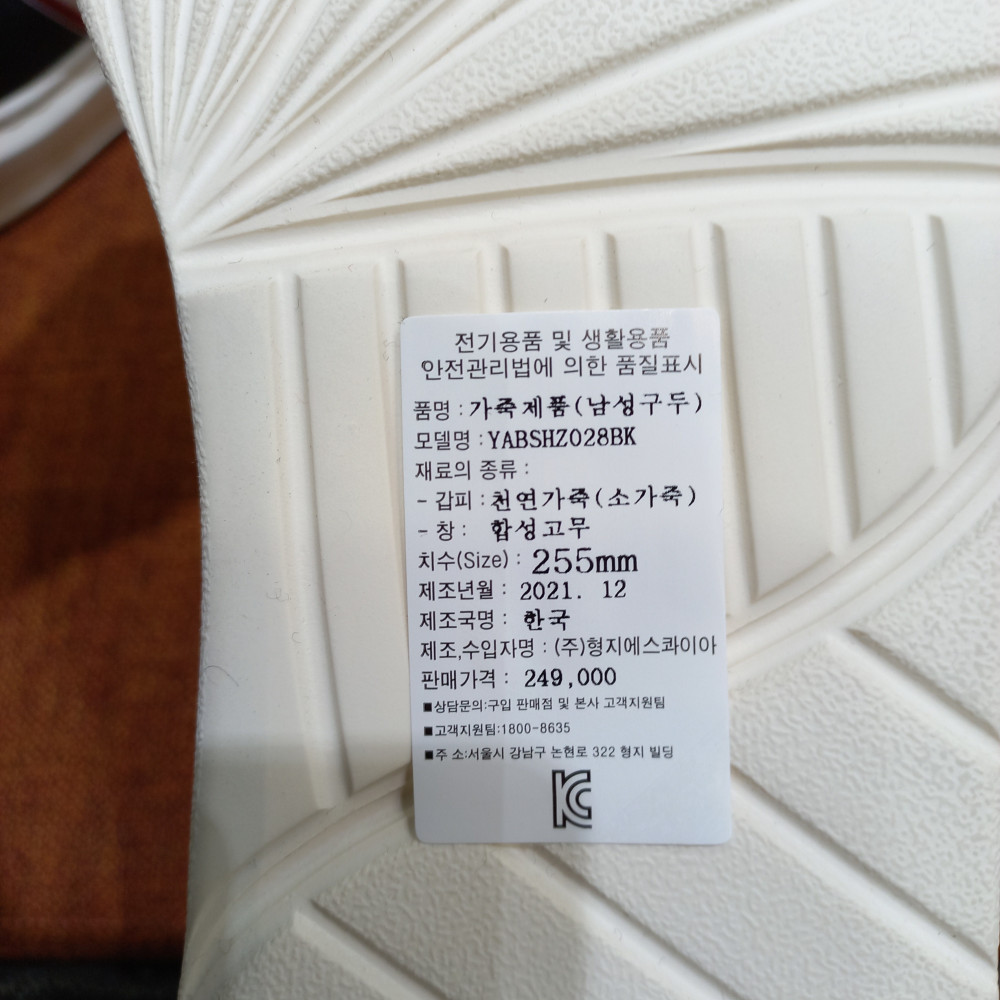 전기용품 및 생활용품
안전관리법에 의한 품질표시
품명 : 가죽제품(남성구두)
모델명 : YABSHZ028BK
재료의 종류 :
- 갑피 : 천연가죽(소가죽)
- 창 : 합성고무
치수(Size) : 255mm
제조년월 : 2021. 12
제조국명 : 한국
제조,수입자명 : (주)형지에스콰이아
판매가격 : 249,000
■상담문의:구입 판매점 및 본사 고객지원팀
■고객지원팀:1800-8635
■주 소:서울시 강남구 논현로 322 형지 빌딩
KC